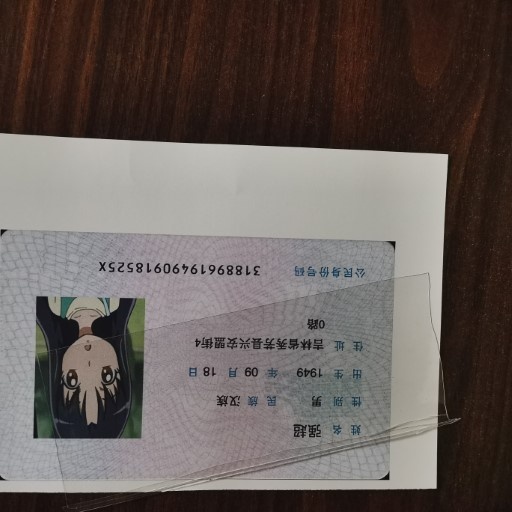 姓名 强超
性别 男 民族 汉族
出生 1949 年 09 月 18 日
住址 吉林省秀芳县兴安盟街4
0路
公民身份号码 31889619490918525X